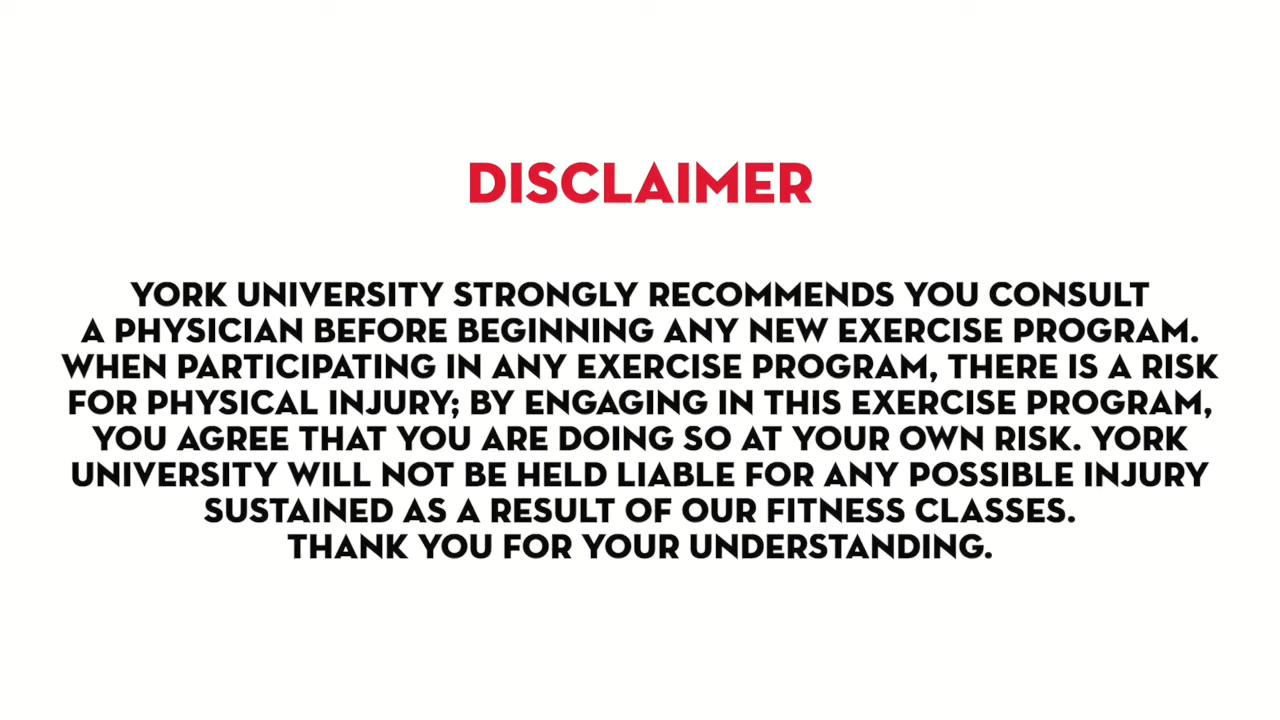 DISCLAIMER
YORK UNIVERSITY STRONGLY RECOMMENDS YOU CONSULT
A PHYSICIAN BEFORE BEGINNING ANY NEW EXERCISE PROGRAM.
WHEN PARTICIPATING IN ANY EXERCISE PROGRAM, THERE IS A RISK
FOR PHYSICAL INJURY; BY ENGAGING IN THIS EXERCISE PROGRAM,
YOU AGREE THAT YOU ARE DOING SO AT YOUR OWN RISK. YORK
UNIVERSITY WILL NOT BE HELD LIABLE FOR ANY POSSIBLE INJURY
SUSTAINED AS A RESULT OF OUR FITNESS CLASSES.
THANK YOU FOR YOUR UNDERSTANDING.